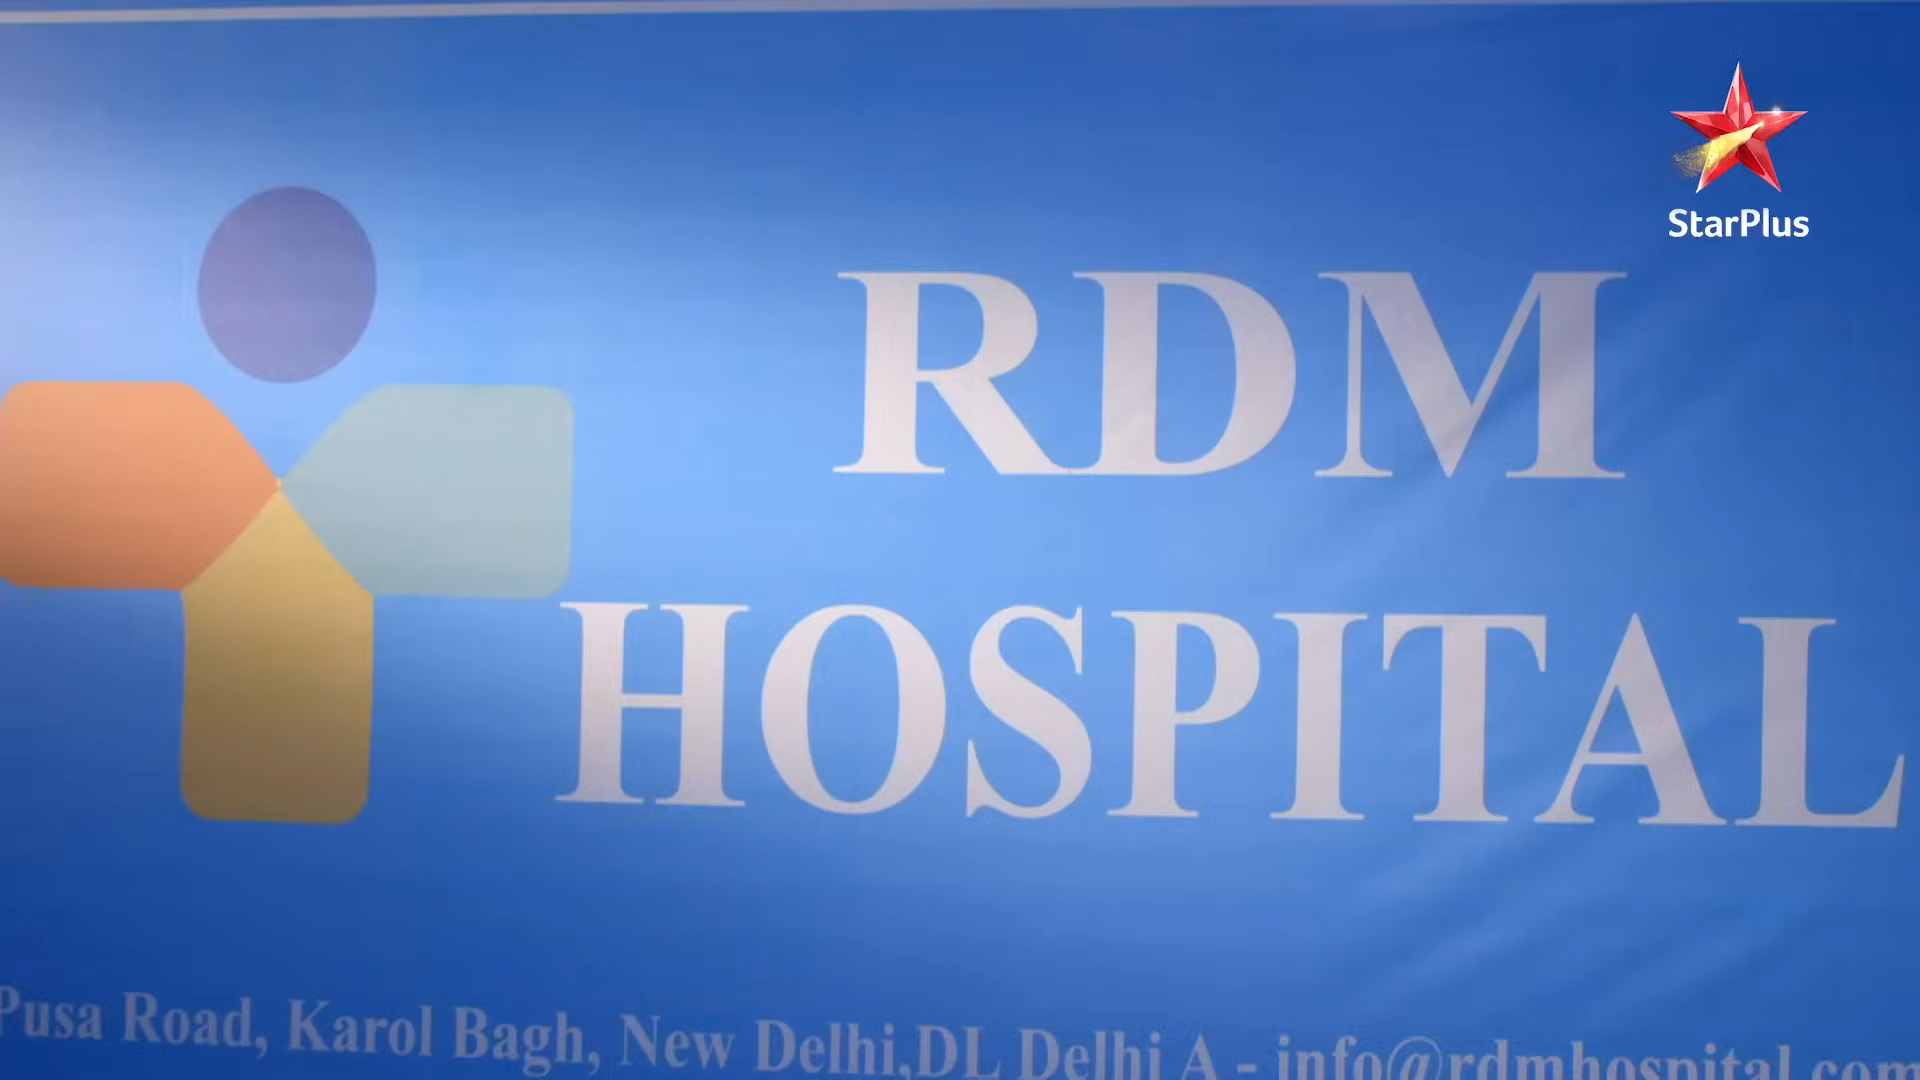 StarPlus
RDM
HOSPITAL
Pusa Road, Karol Bagh, New Delhi,DL Delhi A - info@rdmhospital.com